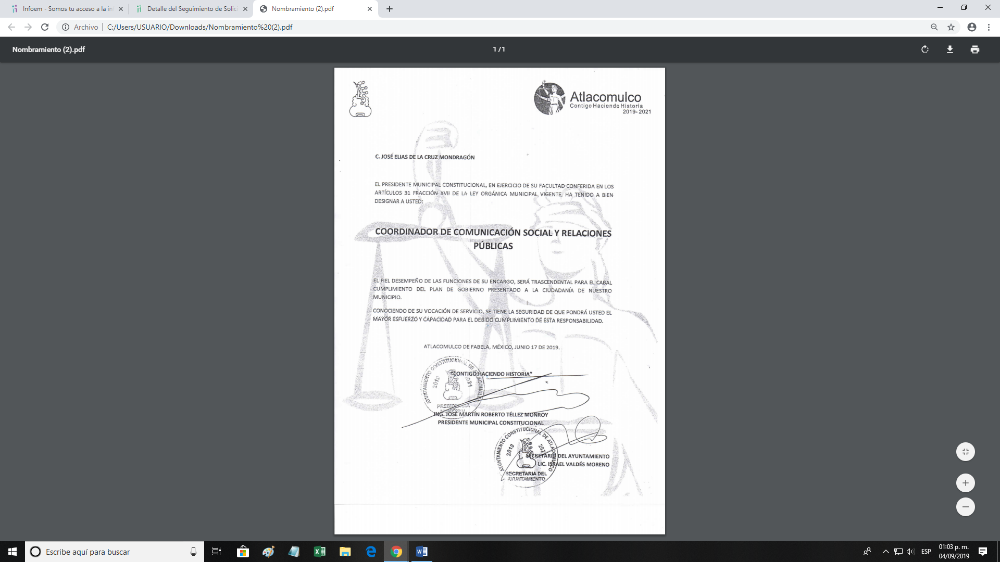 Infoem - Somos tu acceso a la in
Detalle del Seguimiento de Solici
Nombramiento (2).pdf
Archivo
C:/Users/USUARIO/Downloads/Nombramiento%20(2).pdf
Nombramiento (2).pdf
1 / 1
Atlacomulco
Contigo Haciendo Historia
2019-2021
C. JOSÉ ELIAS DE LA CRUZ MONDRAGÓN
EL PRESIDENTE MUNICIPAL CONSTITUCIONAL, EN EJERCICIO DE SU FACULTAD CONFERIDA EN LOS
ARTÍCULOS 31 FRACCIÓN XVII DE LA LEY ORGÁNICA MUNICIPAL VIGENTE, HA TENIDO A BIEN
DESIGNAR A USTED:
COORDINADOR DE COMUNICACIÓN SOCIAL Y RELACIONES
PÚBLICAS
EL FIEL DESEMPEÑO DE LAS FUNCIONES DE SU ENCARGO, SERÁ TRASCENDENTAL PARA EL CABAL
CUMPLIMIENTO DEL PLAN DE GOBIERNO PRESENTADO A LA CIUDADANÍA DE NUESTRO
MUNICIPIO.
CONOCIENDO DE SU VOCACIÓN DE SERVICIO, SE TIENE LA SEGURIDAD DE QUE PONDRÁ USTED EL
MAYOR ESFUERZO Y CAPACIDAD PARA EL DEBIDO CUMPLIMIENTO DE ESTA RESPONSABILIDAD.
ATLACOMULCO DE FABELA, MÉXICO, JUNIO 17 DE 2019.
AYUNTAMIENTO CONSTITUCIONAL DE ATLACOMULCO
2019 2021
PRESIDENCIA
MUNICIPAL
"CONTIGO HACIENDO HISTORIA"
ING. JOSÉ MARTÍN ROBERTO TÉLLEZ MONROY
PRESIDENTE MUNICIPAL CONSTITUCIONAL
AYUNTAMIENTO CONSTITUCIONAL DE ATLACOMULCO
2019 2021
SECRETARIO DEL AYUNTAMIENTO
LIC. ISRAEL VALDÉS MORENO
SECRETARIA DEL
AYUNTAMIENTO
Escribe aquí para buscar
ESP
01:03 p. m.
04/09/2019